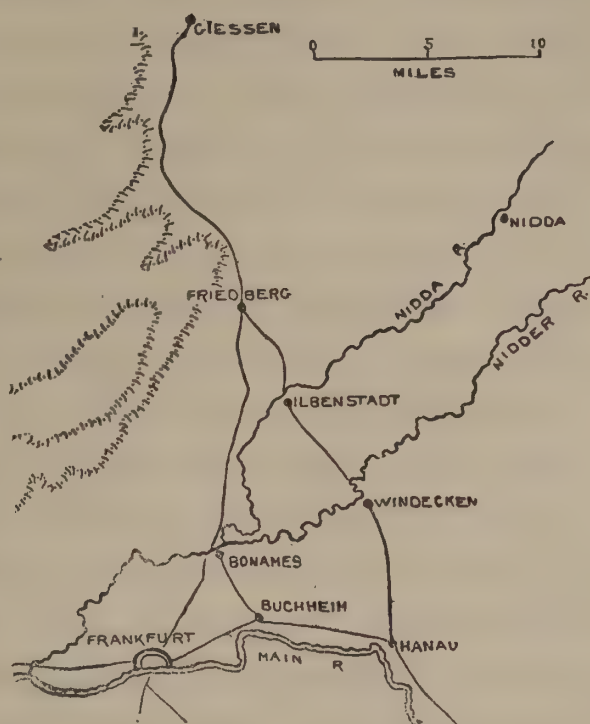 GIESSEN
0 5 10
MILES
NIDDA
NIDDA R.
FRIEDBERG
NIDDER R.
ILBENSTADT
WINDECKEN
BONAMES
BUCHHEIM
FRANKFURT
HANAU
MAIN R